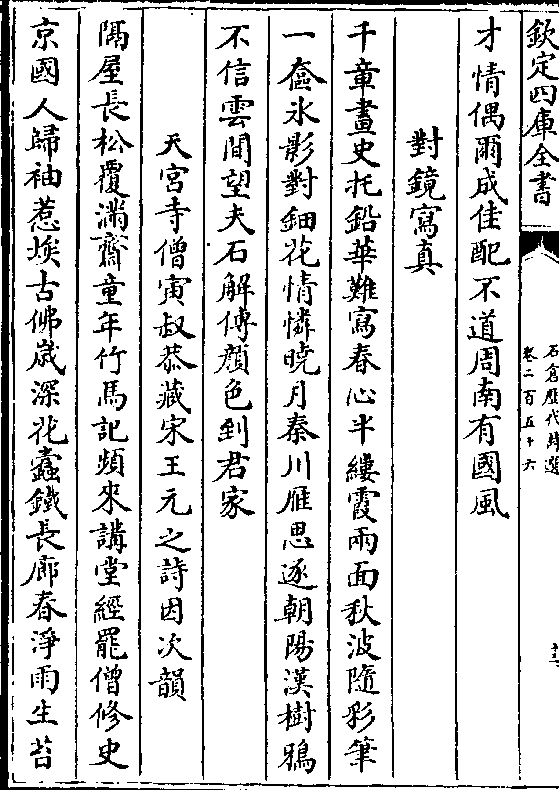 欽定四庫全書
石倉歷代詩選
卷二百五十六
才情偶爾成佳配不道周南有國風
對鏡寫真
千童畫史托鉛華難寫春心半縷霞兩面秋波隨彩筆
一奩氷影對鈿花情憐曉月秦川雁思逐朝陽漢樹鴉
不信雲間望夫石解傳顔色到君家
天宮寺僧寅叔恭藏宋王元之詩因次韻
隔屋長松覆滿齋童年竹馬記頻來講堂經罷僧修史
京國人歸袖惹埃古佛歲深花蠹鐵長廊春淨雨生苔